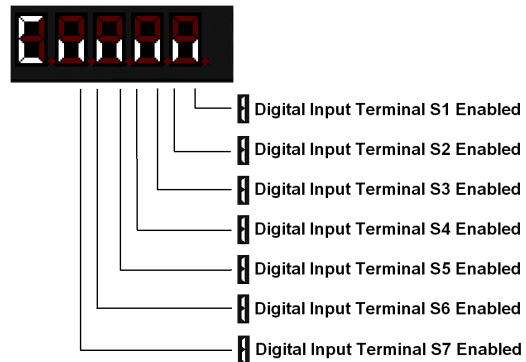 Digital Input Terminal S1 Enabled
Digital Input Terminal S2 Enabled
Digital Input Terminal S3 Enabled
Digital Input Terminal S4 Enabled
Digital Input Terminal S5 Enabled
Digital Input Terminal S6 Enabled
Digital Input Terminal S7 Enabled